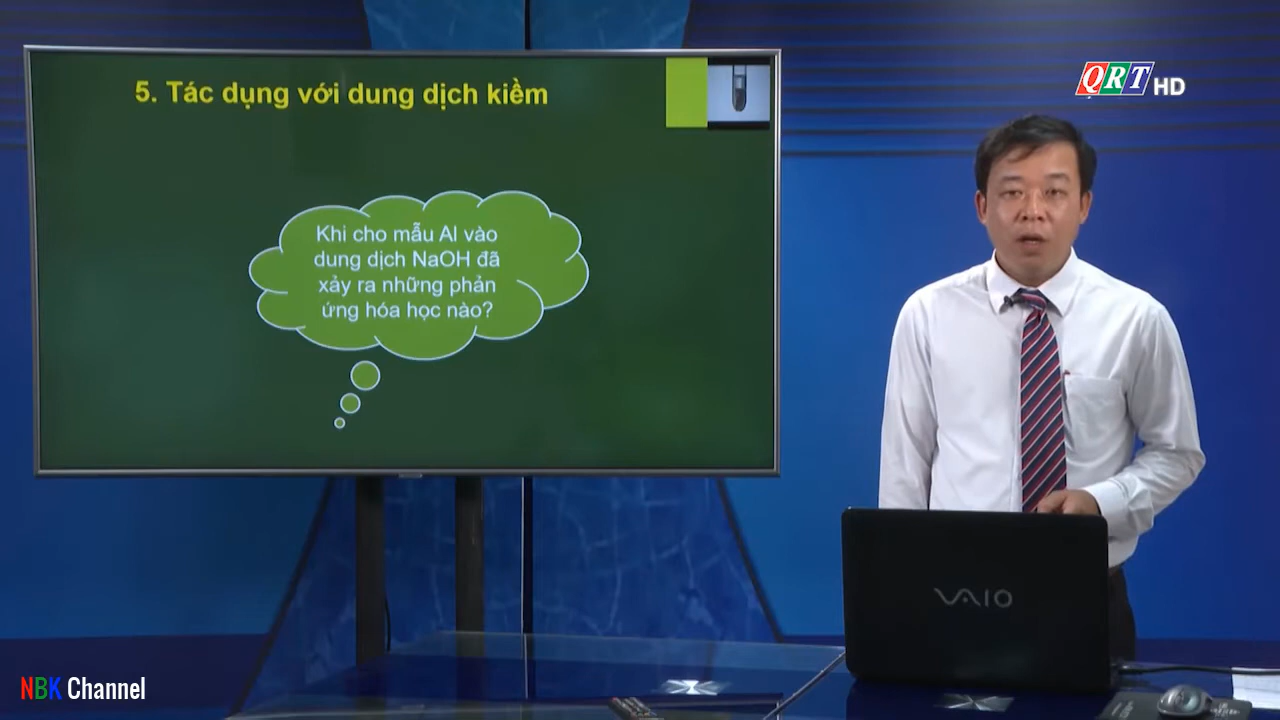 5. Tác dụng với dung dịch kiềm
QRT HD
Khi cho mẫu Al vào
dung dịch NaOH đã
xảy ra những phản
ứng hóa học nào?
VAIO
NBK Channel